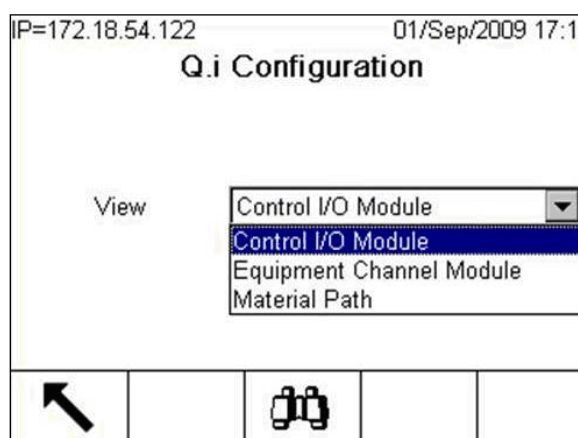 IP=172.18.54.122 01/Sep/2009 17:1
Q.i Configuration
View Control I/O Module
Control I/O Module
Equipment Channel Module
Material Path